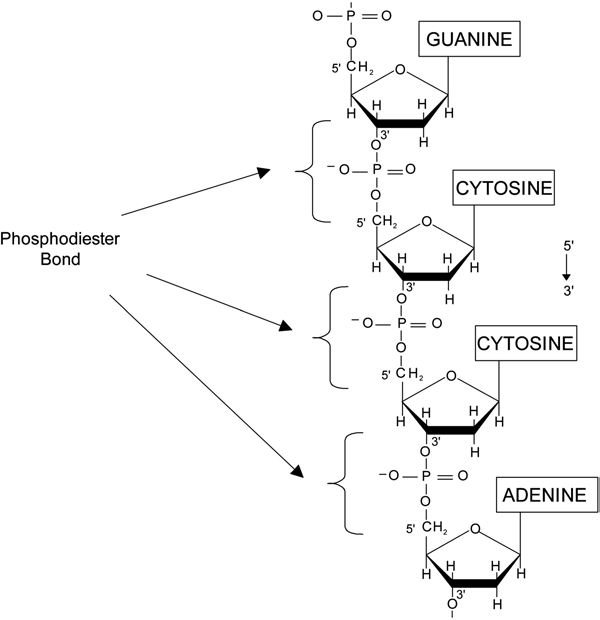 O—P=O
O
GUANINE
5'
CH2
O
H
H
H
H
3'
O
−O—P=O
O
CYTOSINE
5'
CH2
O
H
H
H
H
3'
5'
3'
Phosphodiester
Bond
O
−O—P=O
O
CYTOSINE
5'
CH2
O
H
H
H
H
3'
O
−O—P=O
O
ADENINE
5'
CH2
O
H
H
H
H
3'
O